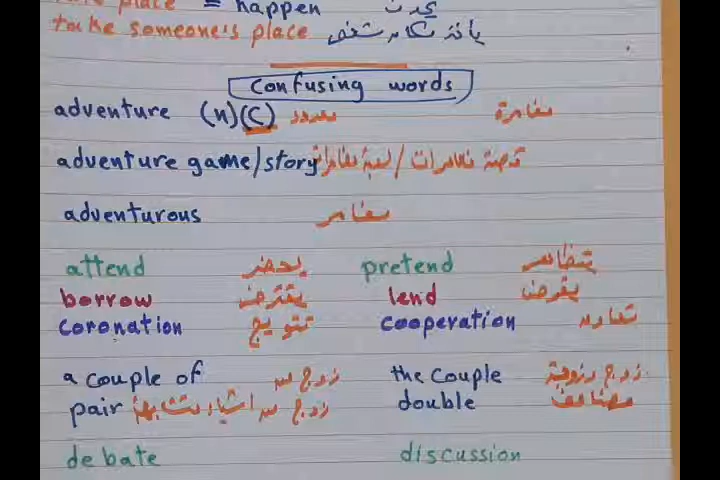 place = happen يحدث
take someone's place يأخذ مكان شخص
Confusing words
adventure (n)(C) معدود مغامرة
adventure game/story قصة مغامرات / لعبة مغامرات
adventurous مغامر
attend يحضر pretend يتظاهر
borrow يقترض lend يقرض
coronation تتويج cooperation تعاون
a couple of زوج من the couple زوج وزوجة
pair زوج من اشياء متشابهة double مضاعف
debate discussion